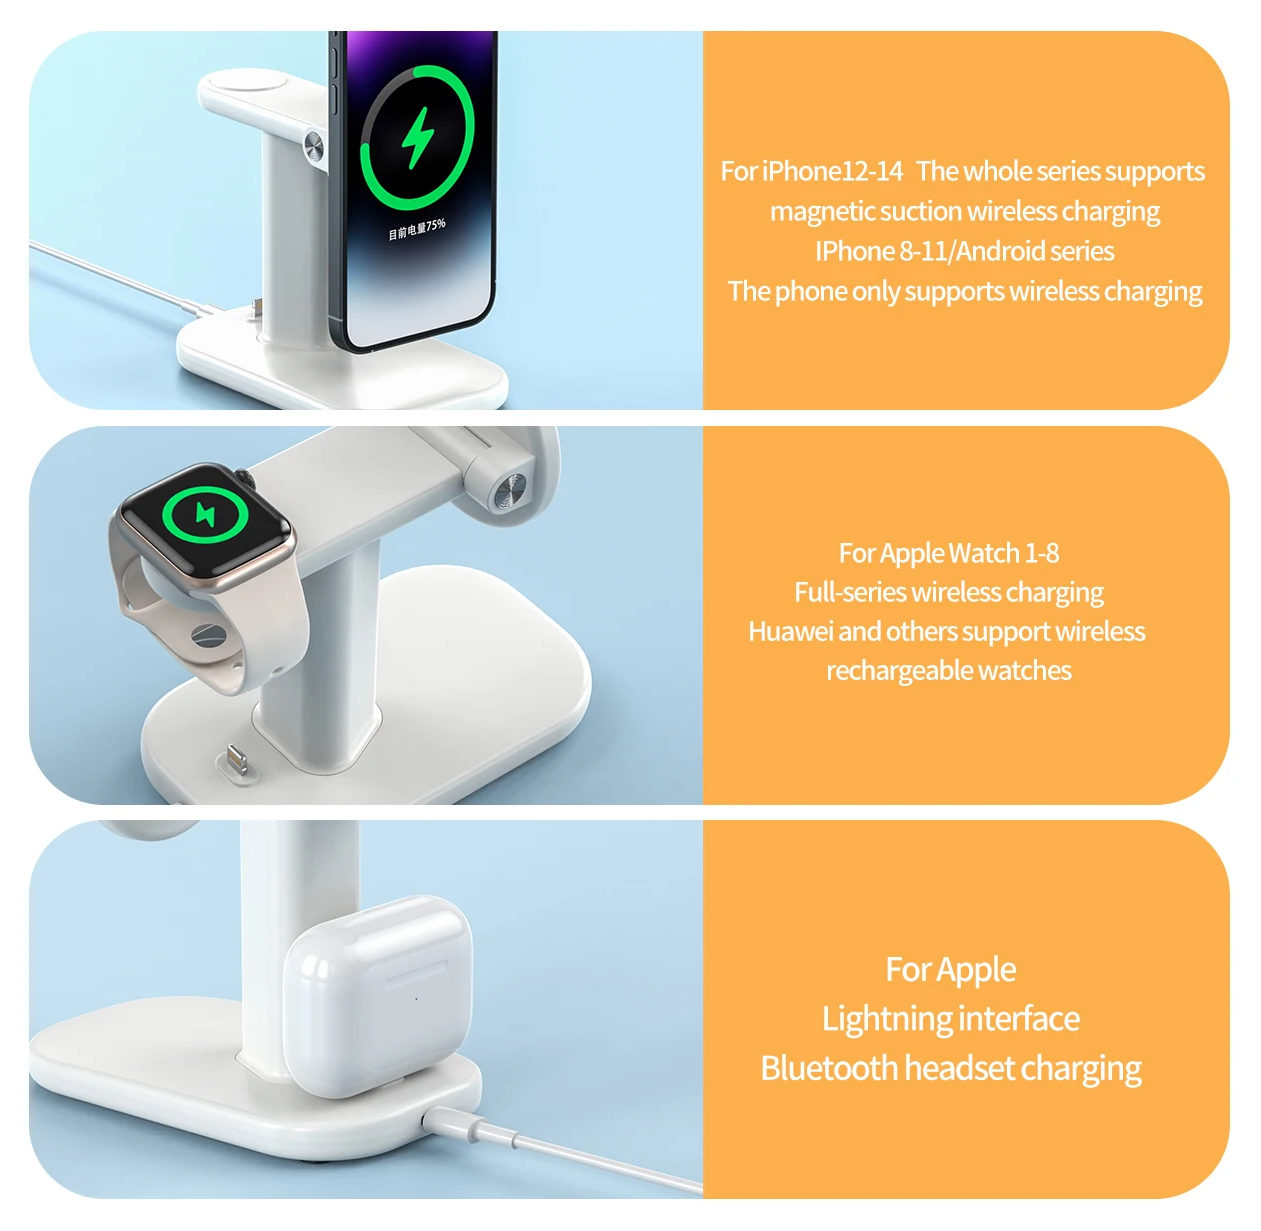 目前电量75%
For iPhone12-14 The whole series supports
magnetic suction wireless charging
IPhone 8-11/Android series
The phone only supports wireless charging
For Apple Watch 1-8
Full-series wireless charging
Huawei and others support wireless
rechargeable watches
For Apple
Lightning interface
Bluetooth headset charging